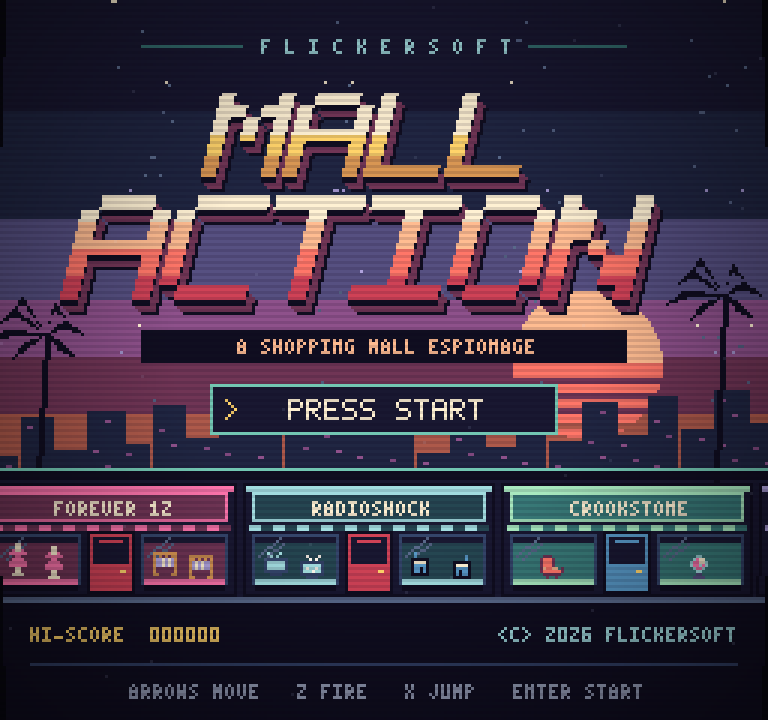 FLICKERSOFT
MALL
ACTION
A SHOPPING MALL ESPIONAGE
> PRESS START
FOREVER 12
RADIOSHOCK
CROOKSTONE
HI-SCORE 000000
<C> 2026 FLICKERSOFT
ARROWS MOVE Z FIRE X JUMP ENTER START